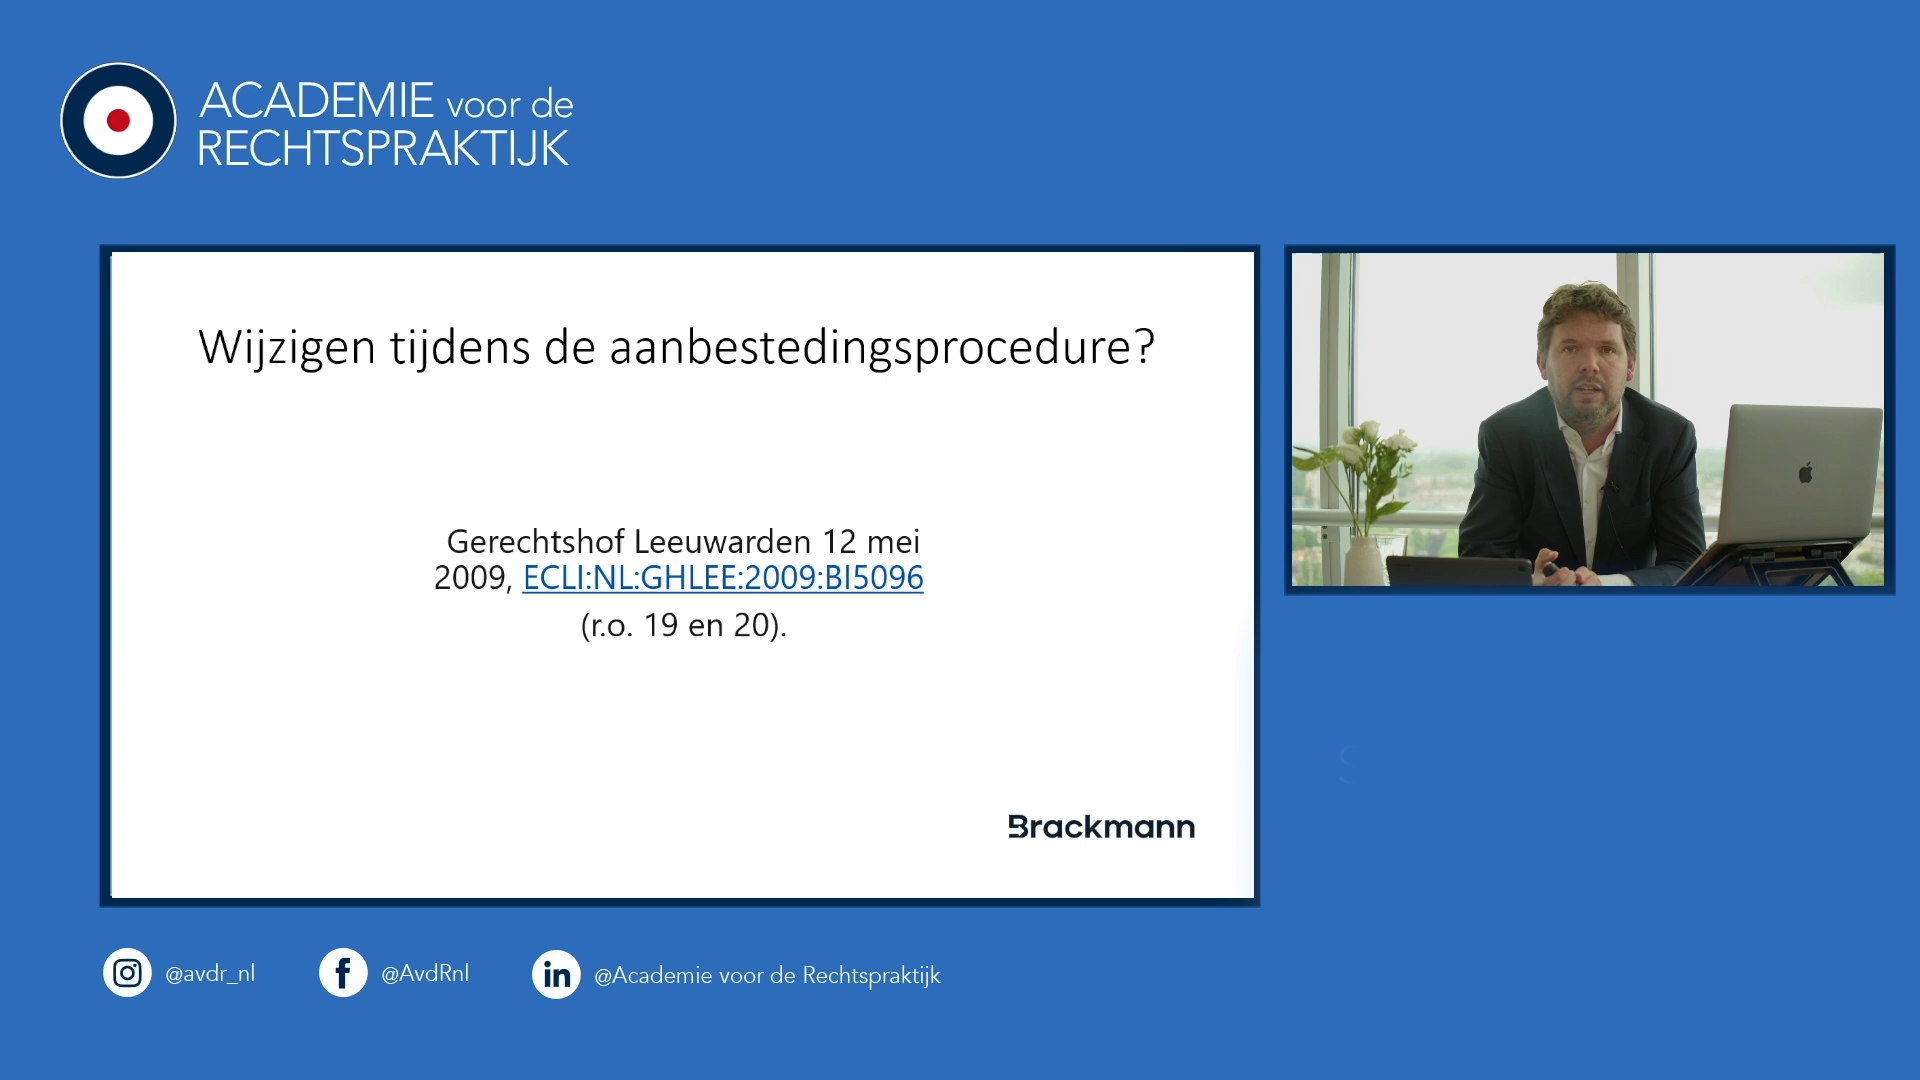 ACADEMIE voor de
RECHTSPRAKTIJK
Wijzigen tijdens de aanbestedingsprocedure?
Gerechtshof Leeuwarden 12 mei
2009, ECLI:NL:GHLEE:2009:BI5096
(r.o. 19 en 20).
Brackmann
@avdr_nl
@AvdRnl
@Academie voor de Rechtspraktijk